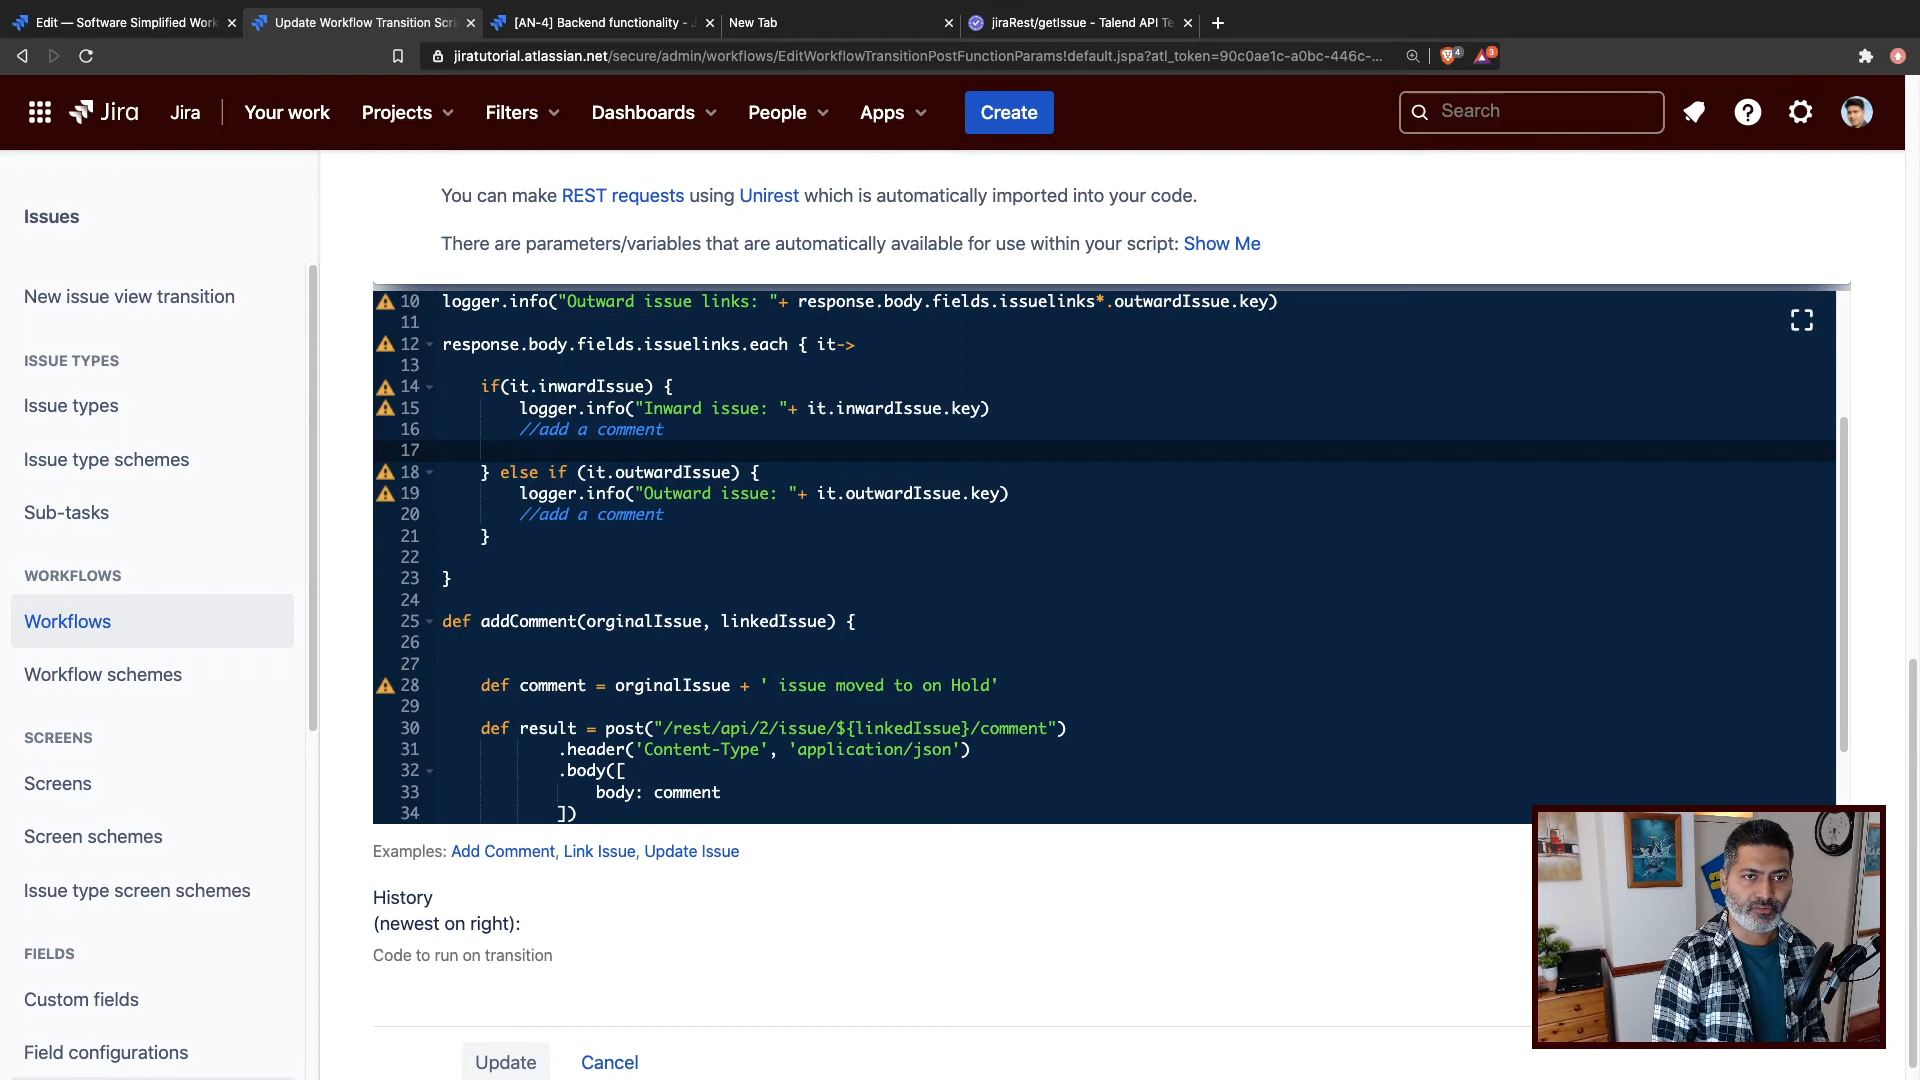 Edit — Software Simplified Work
Update Workflow Transition Scri
[AN-4] Backend functionality - J
New Tab
jiraRest/getIssue - Talend API Te
jiratutorial.atlassian.net/secure/admin/workflows/EditWorkflowTransitionPostFunctionParams!default.jspa?atl_token=90c0ae1c-a0bc-446c-...
4
3
Jira
Jira
Your work
Projects
Filters
Dashboards
People
Apps
Create
Search
Issues
New issue view transition
ISSUE TYPES
Issue types
Issue type schemes
Sub-tasks
WORKFLOWS
Workflows
Workflow schemes
SCREENS
Screens
Screen schemes
Issue type screen schemes
FIELDS
Custom fields
Field configurations
You can make REST requests using Unirest which is automatically imported into your code.
There are parameters/variables that are automatically available for use within your script: Show Me
10 logger.info("Outward issue links: "+ response.body.fields.issuelinks*.outwardIssue.key)
11
12 response.body.fields.issuelinks.each { it->
13
14 if(it.inwardIssue) {
15 logger.info("Inward issue: "+ it.inwardIssue.key)
16 //add a comment
17
18 } else if (it.outwardIssue) {
19 logger.info("Outward issue: "+ it.outwardIssue.key)
20 //add a comment
21 }
22
23 }
24
25 def addComment(orginalIssue, linkedIssue) {
26
27
28 def comment = orginalIssue + ' issue moved to on Hold'
29
30 def result = post("/rest/api/2/issue/${linkedIssue}/comment")
31 .header('Content-Type', 'application/json')
32 .body([
33 body: comment
34 ])
Examples: Add Comment, Link Issue, Update Issue
History
(newest on right):
Code to run on transition
Update
Cancel